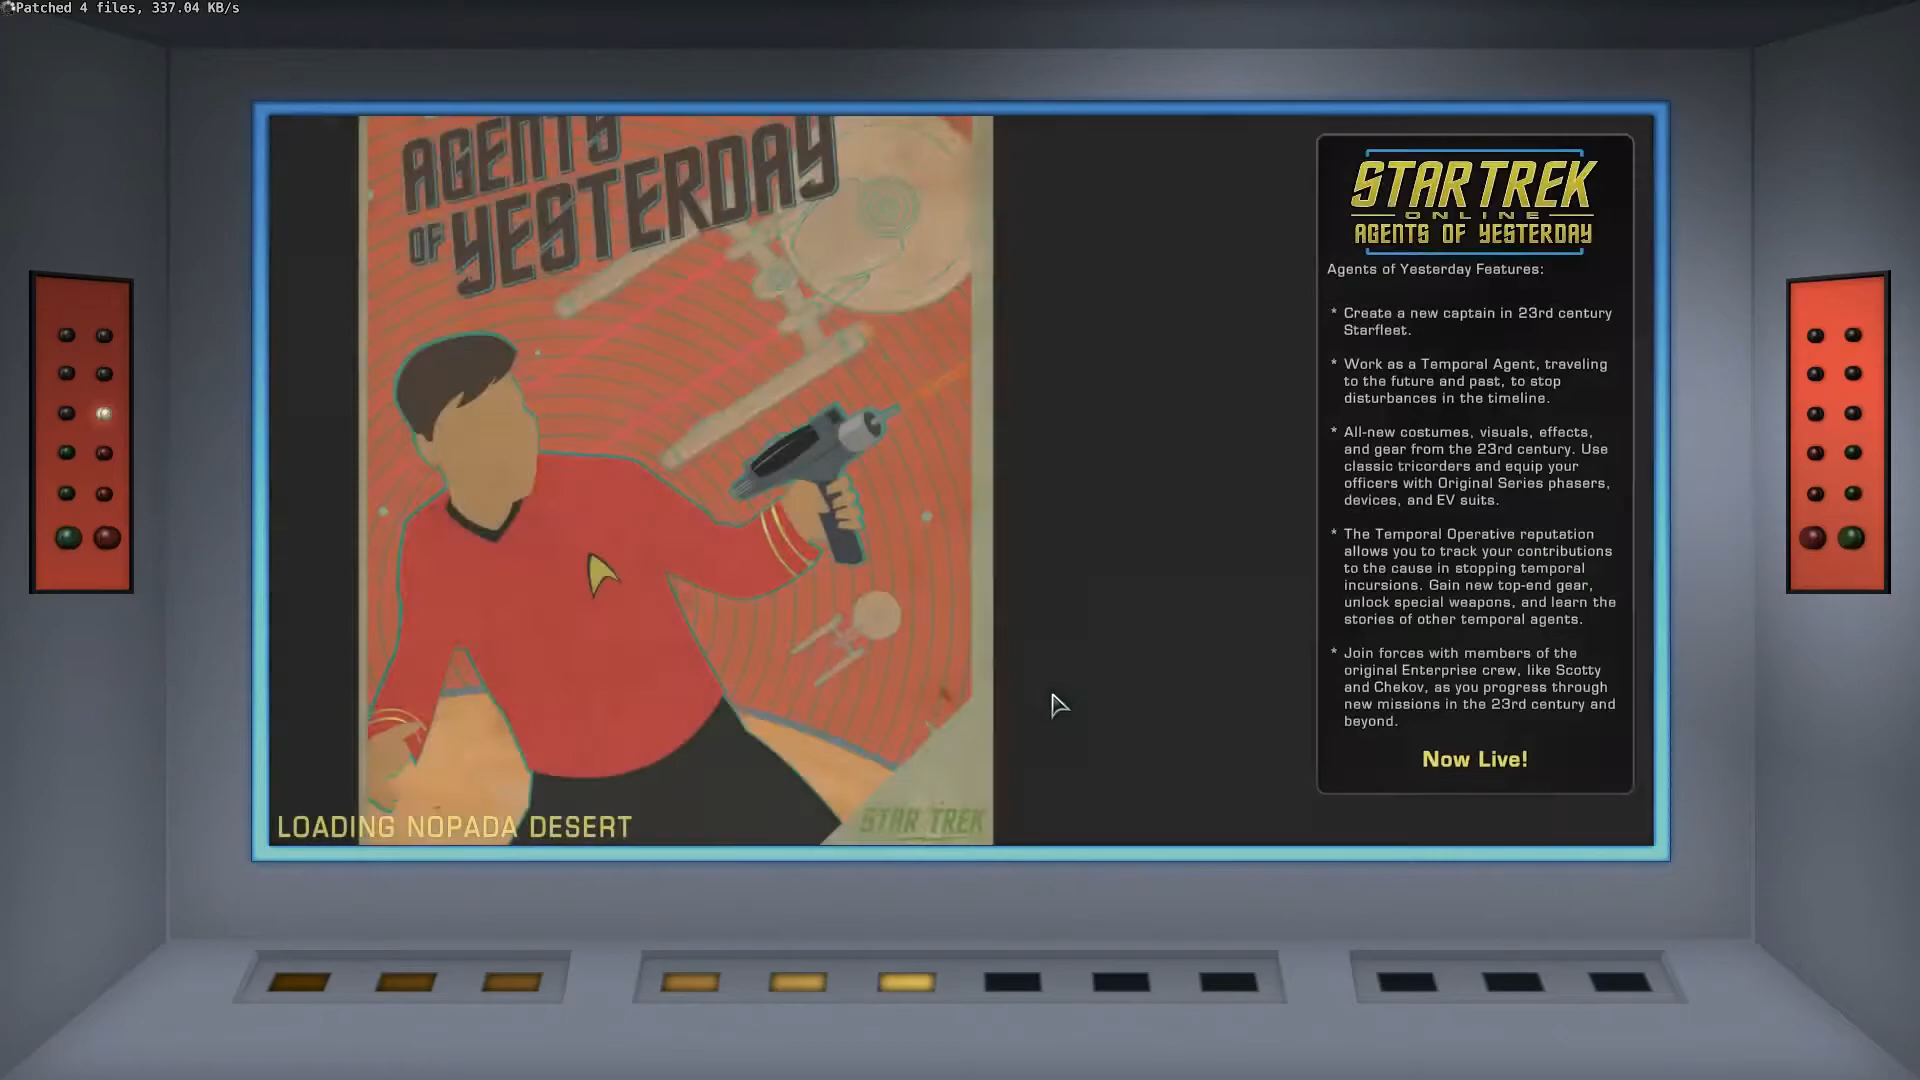 Patched 4 files, 337.04 KB/s
AGENTS
OF YESTERDAY
STAR TREK
LOADING NOPADA DESERT
STAR TREK
ONLINE
AGENTS OF YESTERDAY
Agents of Yesterday Features:
* Create a new captain in 23rd century
Starfleet.
* Work as a Temporal Agent, traveling
to the future and past, to stop
disturbances in the timeline.
* All-new costumes, visuals, effects,
and gear from the 23rd century. Use
classic tricorders and equip your
officers with Original Series phasers,
devices, and EV suits.
* The Temporal Operative reputation
allows you to track your contributions
to the cause in stopping temporal
incursions. Gain new top-end gear,
unlock special weapons, and learn the
stories of other temporal agents.
* Join forces with members of the
original Enterprise crew, like Scotty
and Chekov, as you progress through
new missions in the 23rd century and
beyond.
Now Live!